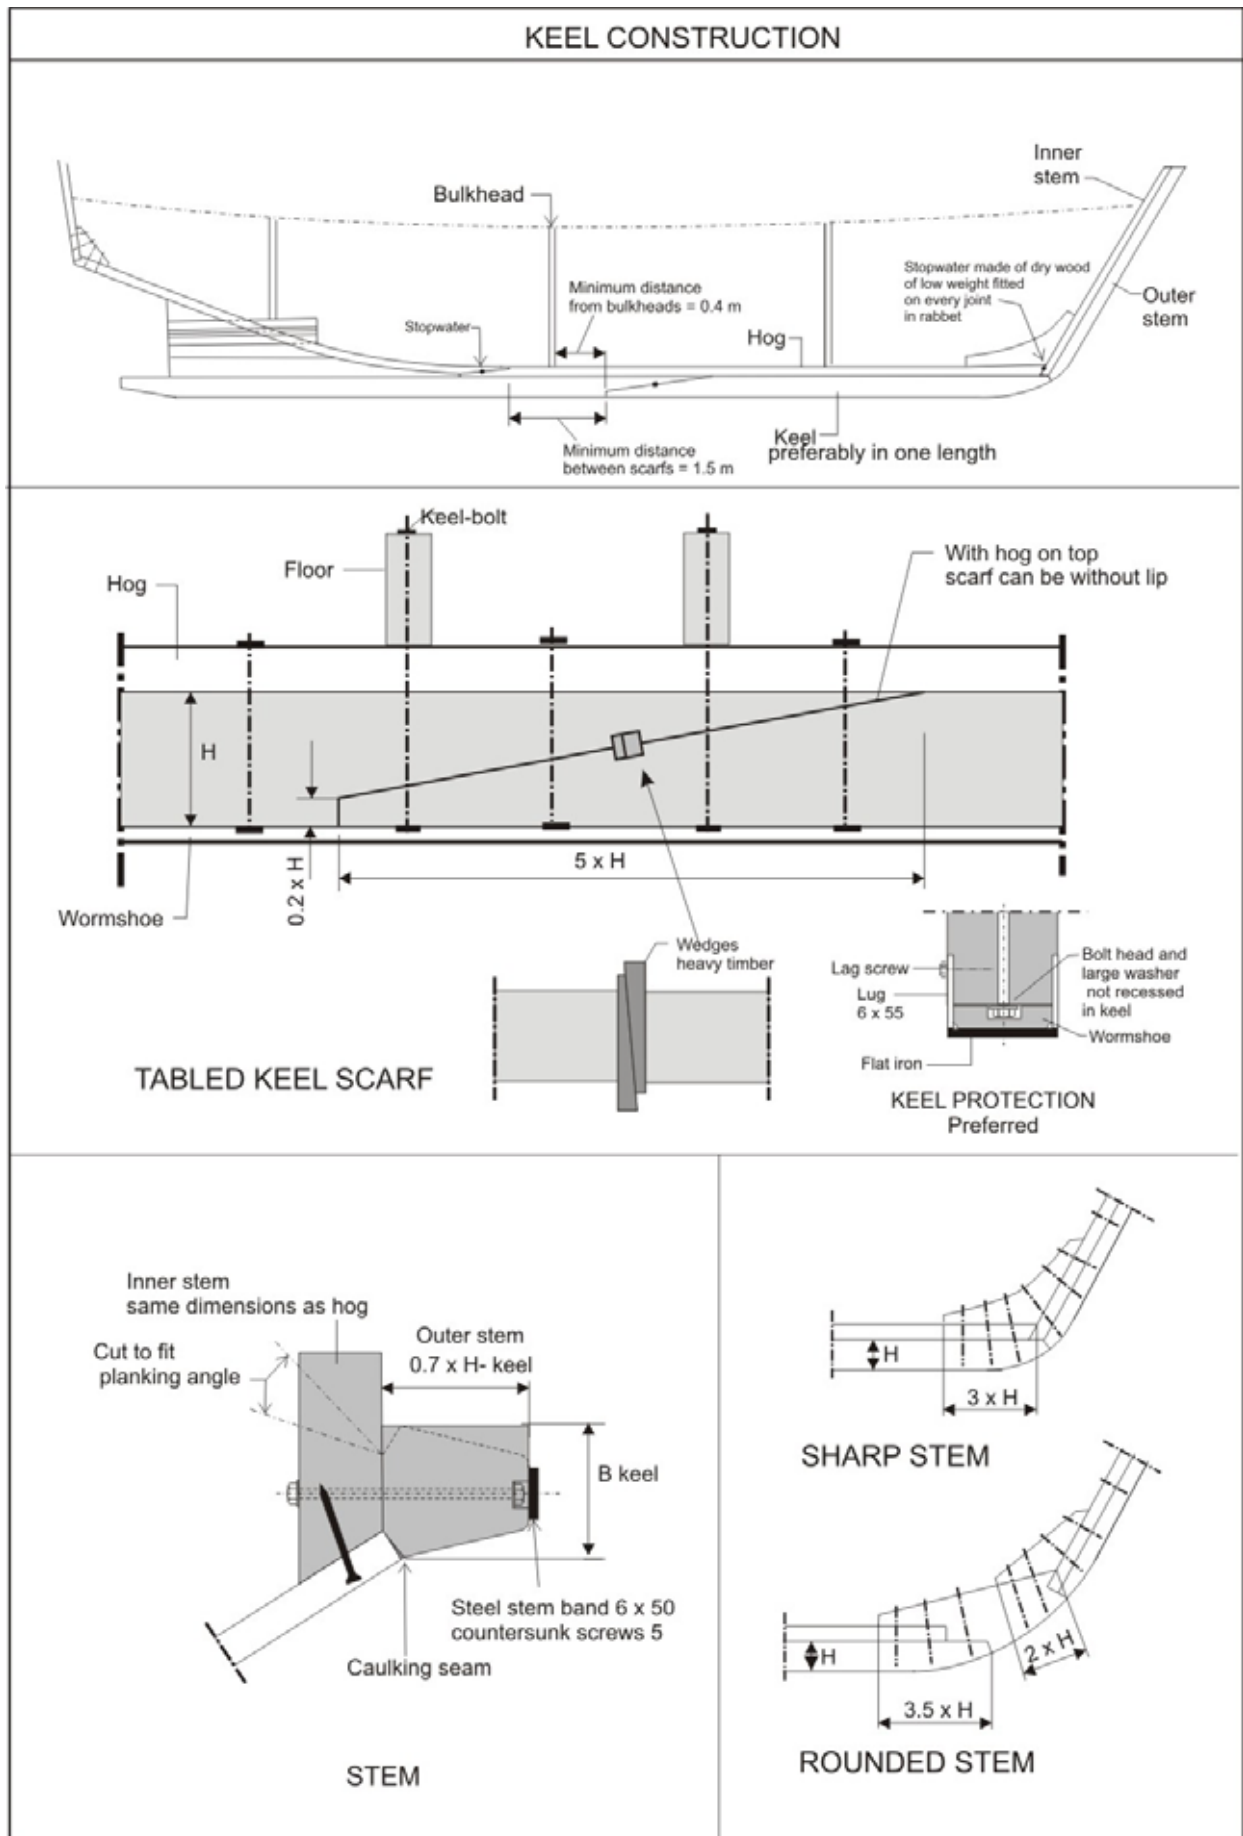 KEEL CONSTRUCTION
Inner
stem
Bulkhead
Stopwater made of dry wood
of low weight fitted
on every joint
in rabbet
Minimum distance
from bulkheads = 0.4 m
Outer
stem
Stopwater
Hog
Keel
preferably in one length
Minimum distance
between scarfs = 1.5 m
Keel-bolt
Floor
Hog
With hog on top
scarf can be without lip
H
0.2 x H
5 x H
Wormshoe
Wedges
heavy timber
Lag screw
Lug
6 x 55
Bolt head and
large washer
not recessed
in keel
Wormshoe
Flat iron
TABLED KEEL SCARF
KEEL PROTECTION
Preferred
Inner stem
same dimensions as hog
Cut to fit
planking angle
Outer stem
0.7 x H- keel
B keel
Steel stem band 6 x 50
countersunk screws 5
Caulking seam
STEM
H
3 x H
SHARP STEM
H
2 x H
3.5 x H
ROUNDED STEM